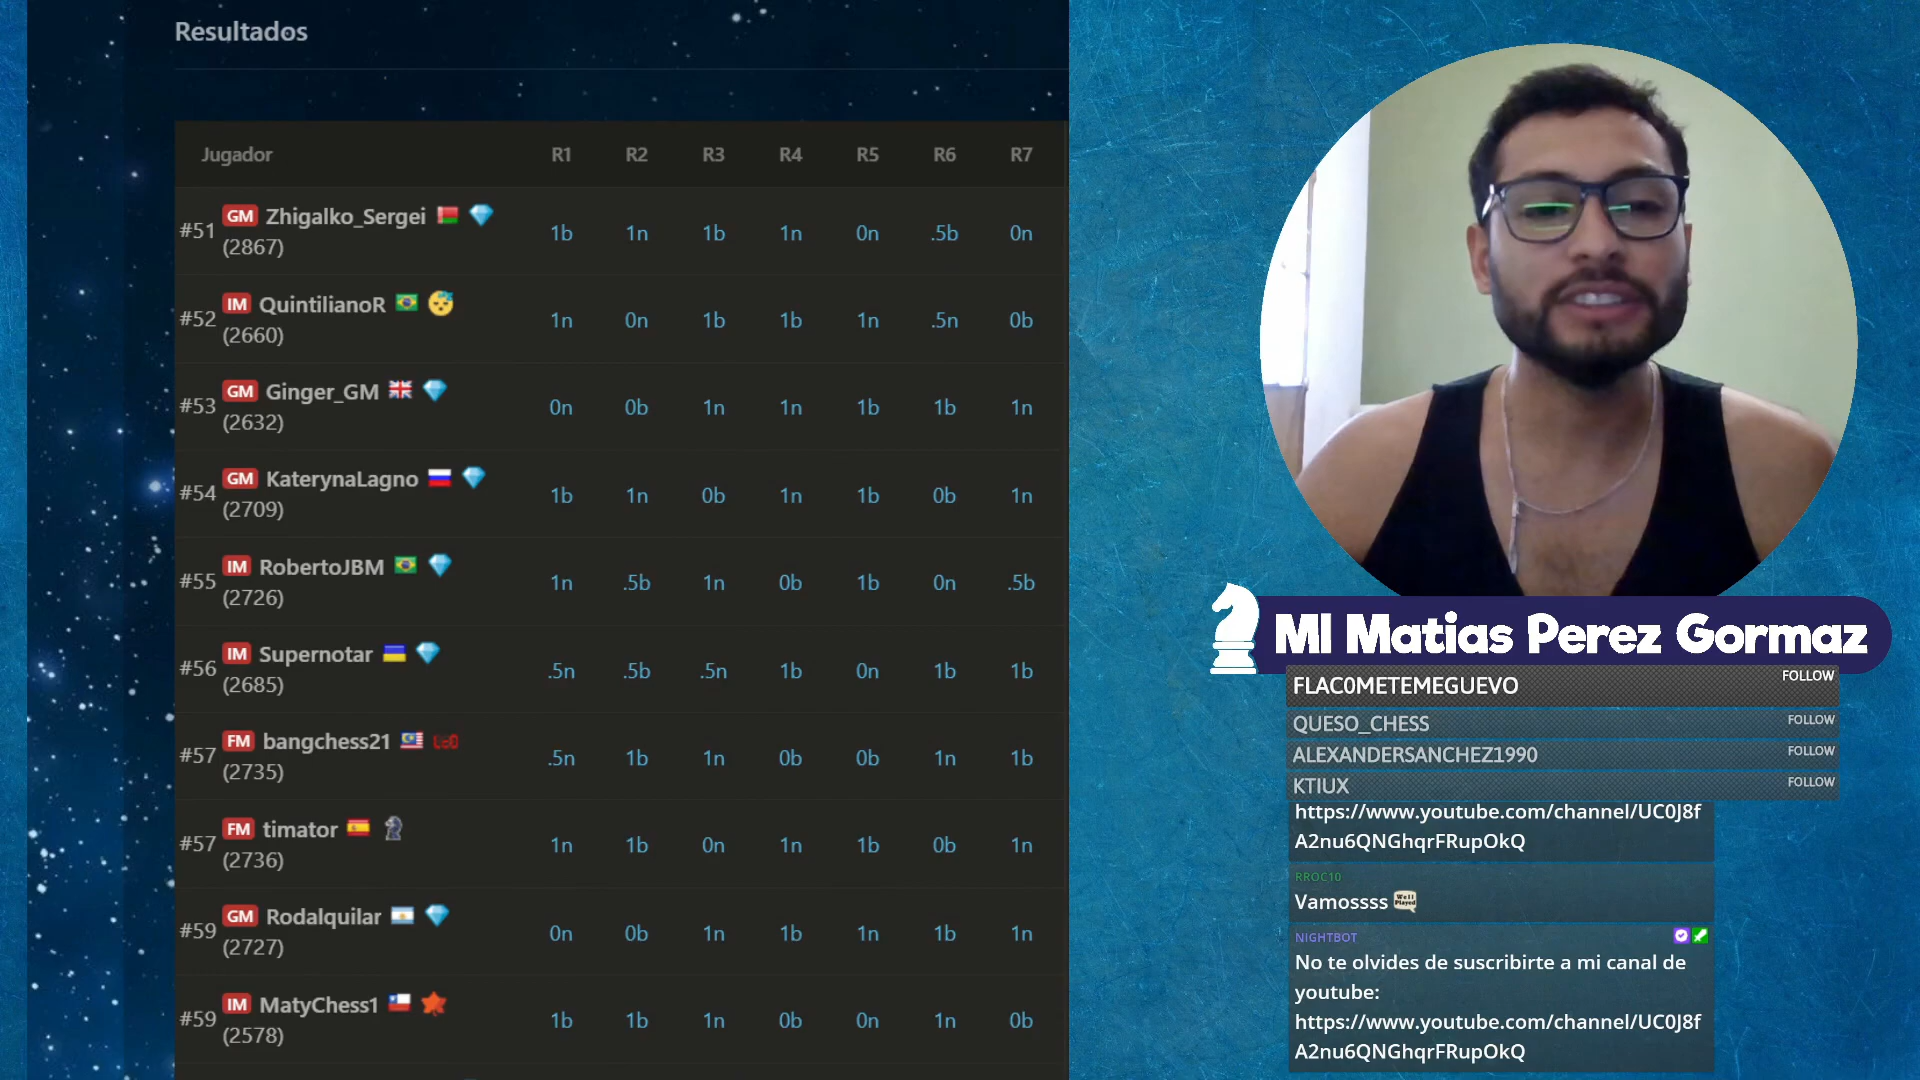 Resultados
Jugador R1 R2 R3 R4 R5 R6 R7
#51 GM Zhigalko_Sergei (2867) 1b 1n 1b 1n 0n .5b 0n
#52 IM QuintilianoR (2660) 1n 0n 1b 1b 1n .5n 0b
#53 GM Ginger_GM (2632) 0n 0b 1n 1n 1b 1b 1n
#54 GM KaterynaLagno (2709) 1b 1n 0b 1n 1b 0b 1n
#55 IM RobertoJBM (2726) 1n .5b 1n 0b 1b 0n .5b
#56 IM Supernotar (2685) .5n .5b .5n 1b 0n 1b 1b
#57 FM bangchess21 (2735) .5n 1b 1n 0b 0b 1n 1b
#57 FM timator (2736) 1n 1b 0n 1n 1b 0b 1n
#59 GM Rodalquilar (2727) 0n 0b 1n 1b 1n 1b 1n
#59 IM MatyChess1 (2578) 1b 1b 1n 0b 0n 1n 0b
MI Matias Perez Gormaz
FLAC0METEMEGUEVO FOLLOW
QUESO_CHESS FOLLOW
ALEXANDERSANCHEZ1990 FOLLOW
KTIUX FOLLOW
https://www.youtube.com/channel/UC0J8f
A2nu6QNGhqrFRupOkQ
RROC10
Vamossss Well Played
NIGHTBOT
No te olvides de suscribirte a mi canal de
youtube:
https://www.youtube.com/channel/UC0J8f
A2nu6QNGhqrFRupOkQ